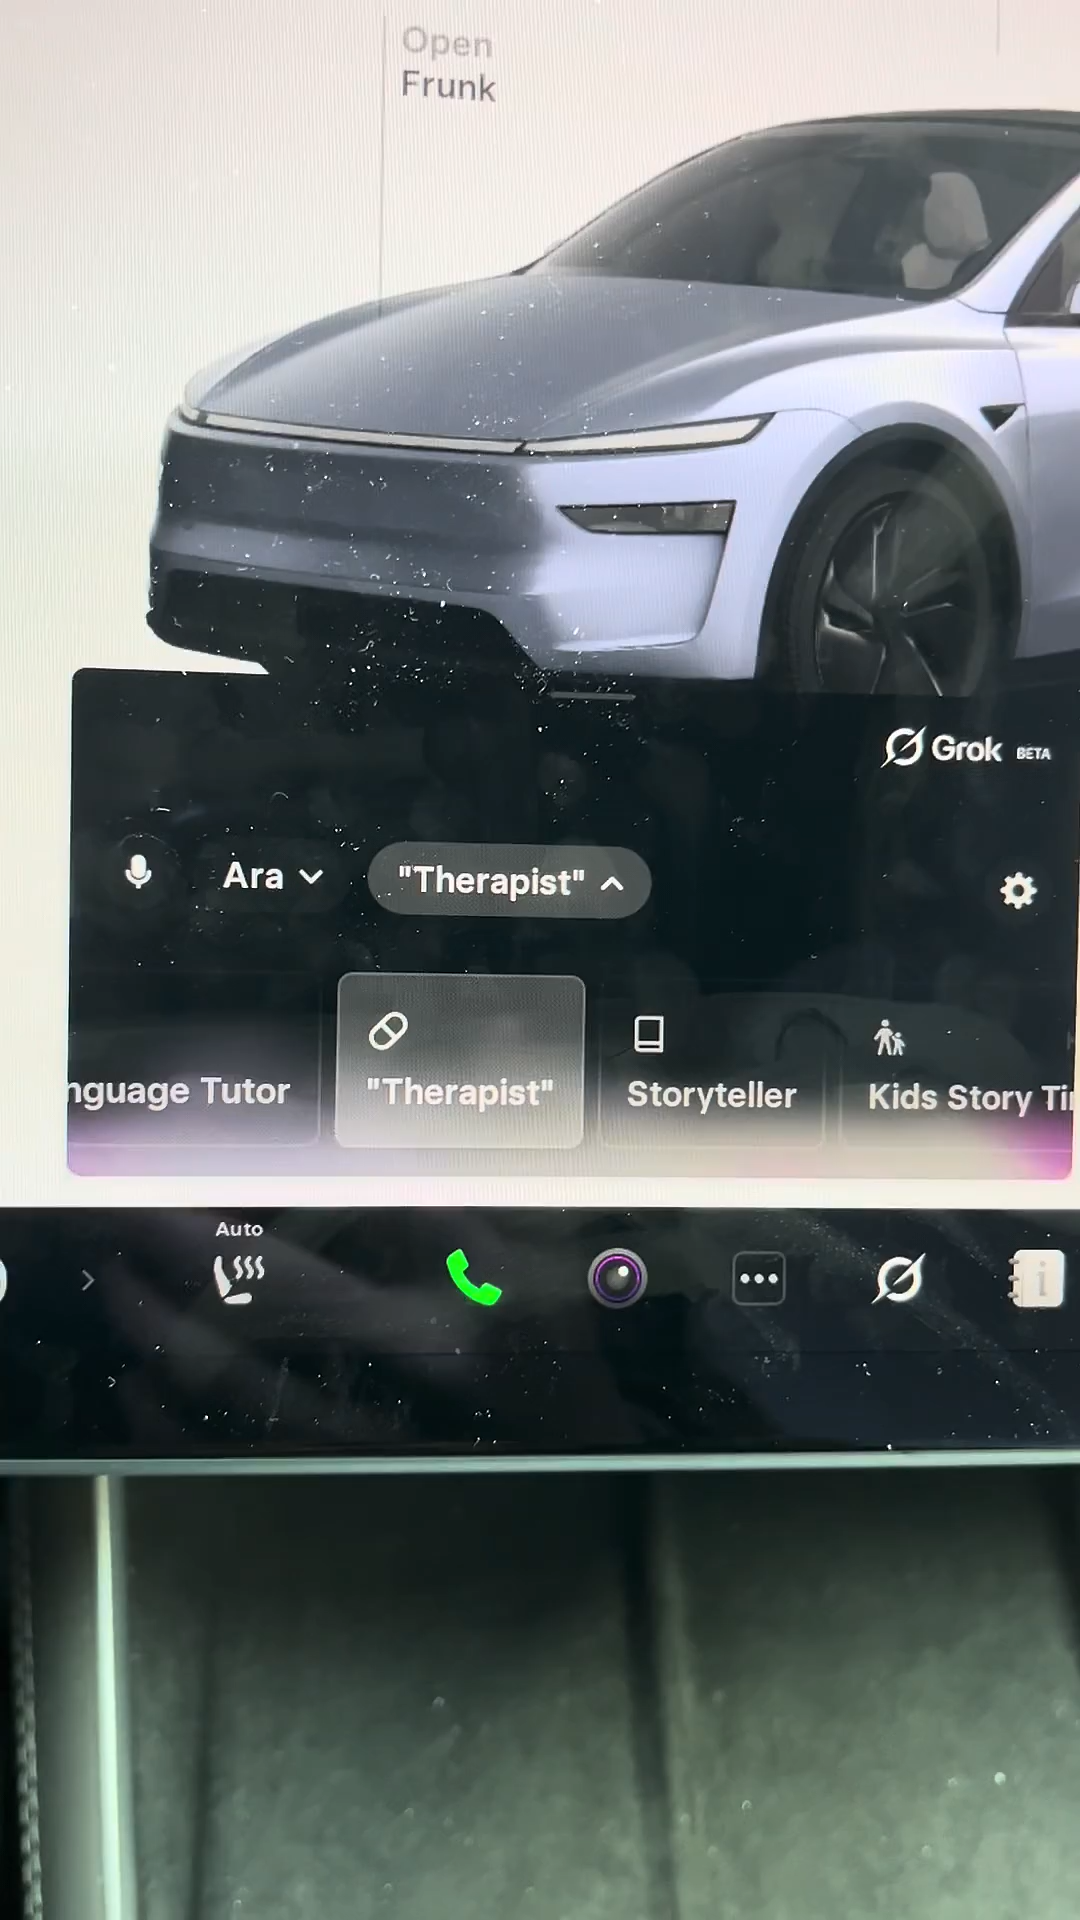 Open
Frunk
Grok BETA
Ara
"Therapist"
nguage Tutor
"Therapist"
Storyteller
Kids Story Ti
Auto
i